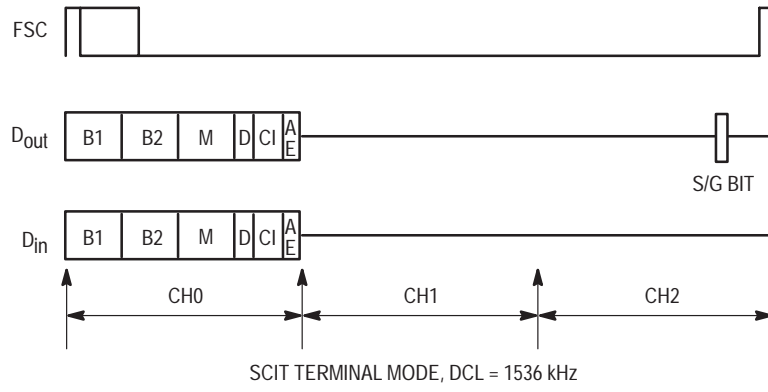 FSC
Dout B1 B2 M D CI A E
S/G BIT
Din B1 B2 M D CI A E
CH0 CH1 CH2
SCIT TERMINAL MODE, DCL = 1536 kHz